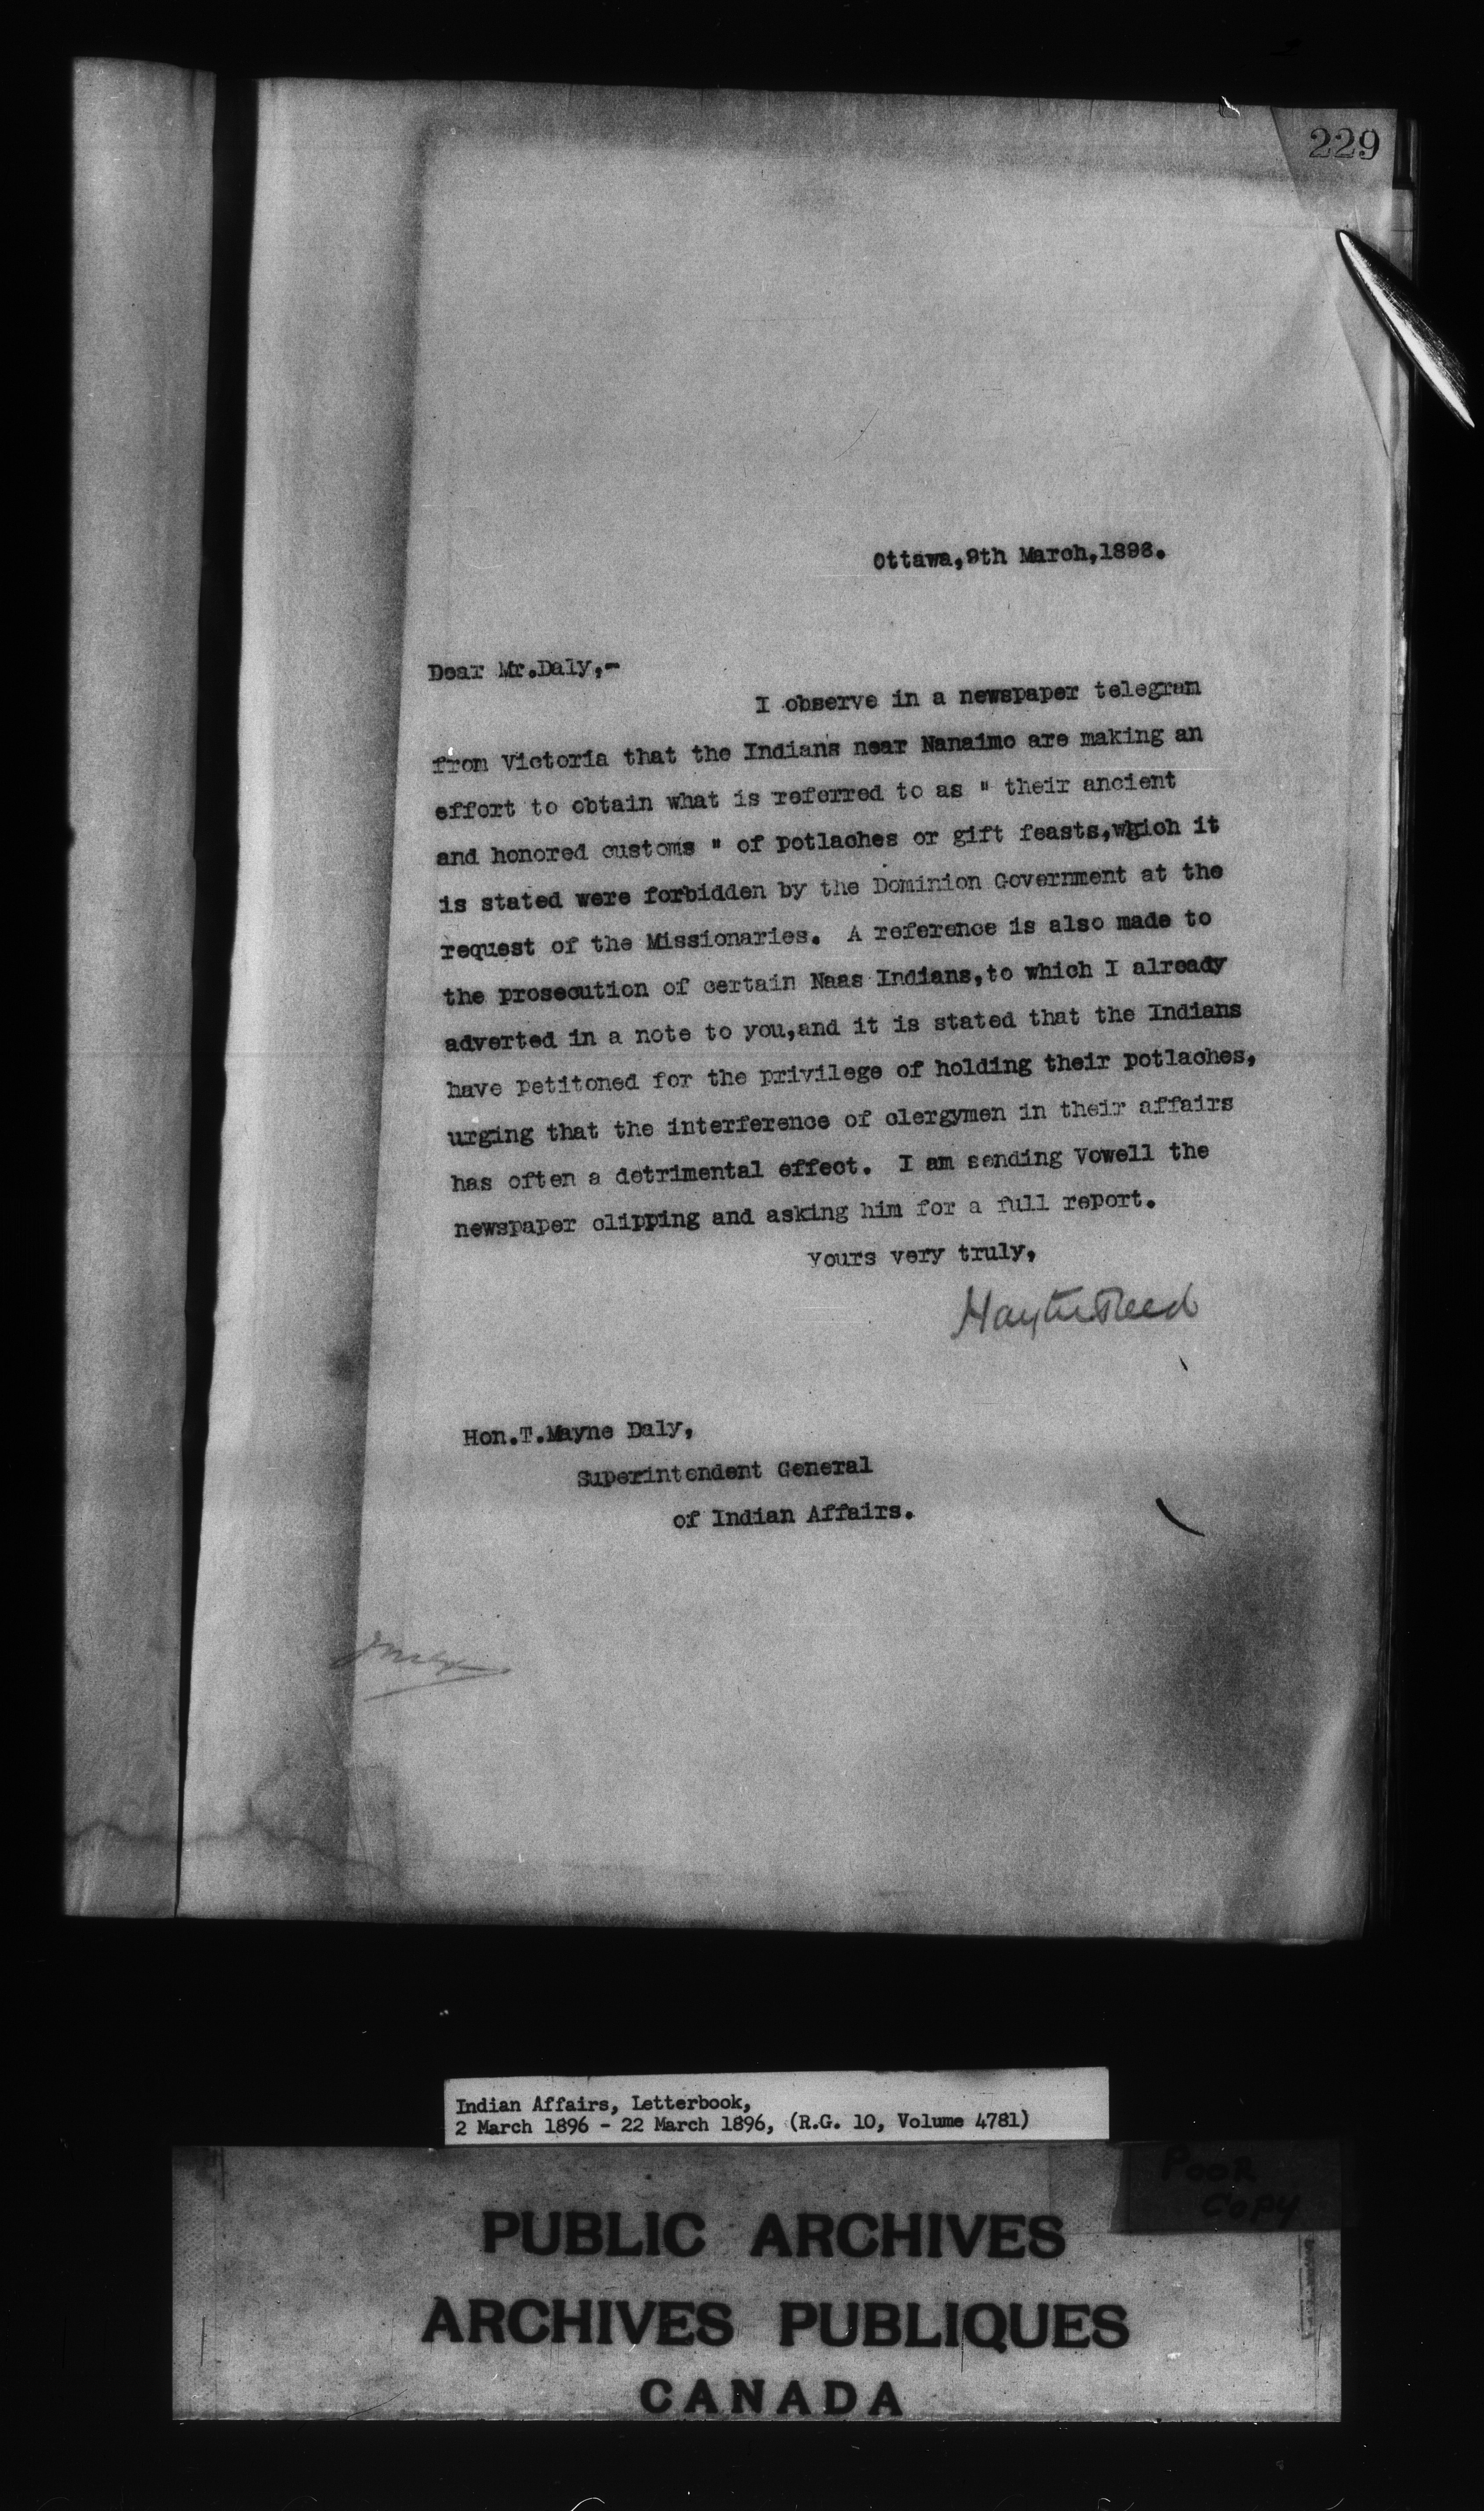 229
Ottawa,9th March,1896.
Dear Mr.Daly,-
I observe in a newspaper telegram
from Victoria that the Indians near Nanaimo are making an
effort to obtain what is referred to as " their ancient
and honored customs " of potlaches or gift feasts,which it
is stated were forbidden by the Dominion Government at the
request of the Missionaries. A reference is also made to
the prosecution of certain Naas Indians,to which I already
adverted in a note to you,and it is stated that the Indians
have petitoned for the privilege of holding their potlaches,
urging that the interference of clergymen in their affairs
has often a detrimental effect. I am sending Vowell the
newspaper clipping and asking him for a full report.
Yours very truly,
Hayter Reed
Hon.T.Mayne Daly,
Superintendent General
of Indian Affairs.
Indian Affairs, Letterbook,
2 March 1896 - 22 March 1896, (R.G. 10, Volume 4781)
POOR
COPY
PUBLIC ARCHIVES
ARCHIVES PUBLIQUES
CANADA